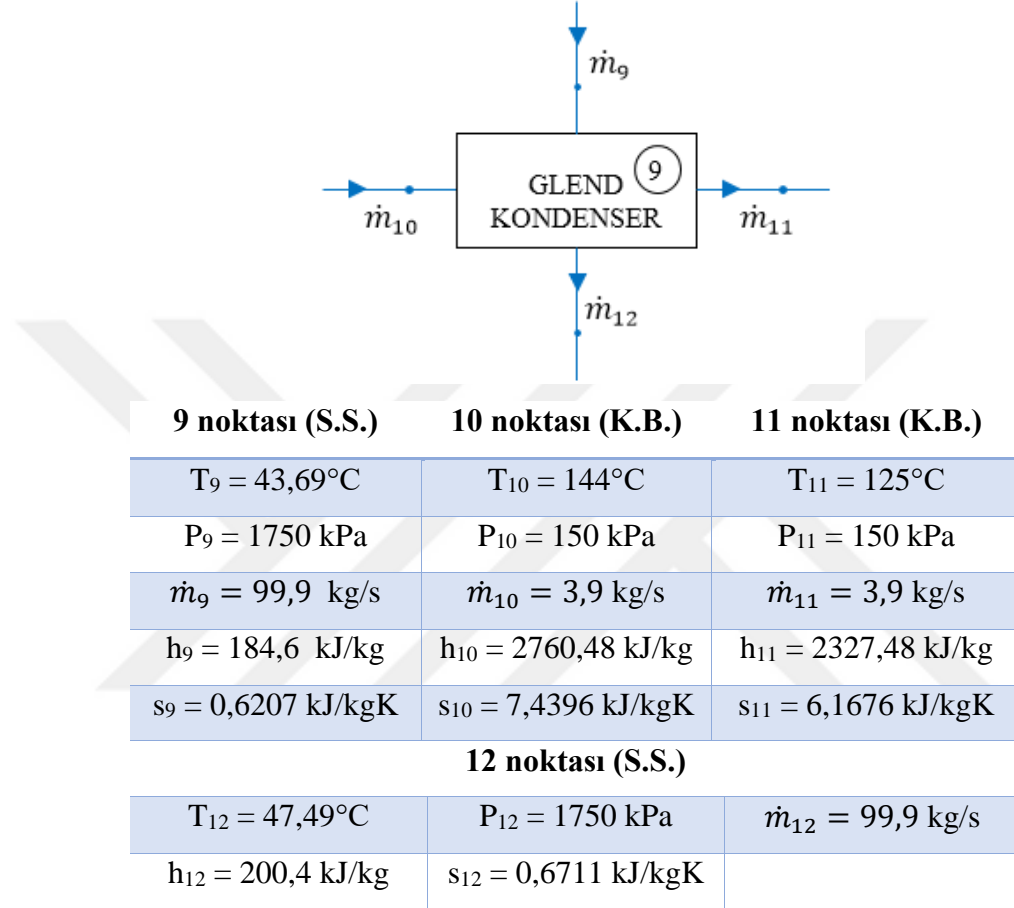 ṁ₉
GLEND 9
KONDENSER
ṁ₁₀
ṁ₁₁
ṁ₁₂
9 noktası (S.S.) 10 noktası (K.B.) 11 noktası (K.B.)
T₉ = 43,69°C T₁₀ = 144°C T₁₁ = 125°C
P₉ = 1750 kPa P₁₀ = 150 kPa P₁₁ = 150 kPa
ṁ₉ = 99,9 kg/s ṁ₁₀ = 3,9 kg/s ṁ₁₁ = 3,9 kg/s
h₉ = 184,6 kJ/kg h₁₀ = 2760,48 kJ/kg h₁₁ = 2327,48 kJ/kg
s₉ = 0,6207 kJ/kgK s₁₀ = 7,4396 kJ/kgK s₁₁ = 6,1676 kJ/kgK
12 noktası (S.S.)
T₁₂ = 47,49°C P₁₂ = 1750 kPa ṁ₁₂ = 99,9 kg/s
h₁₂ = 200,4 kJ/kg s₁₂ = 0,6711 kJ/kgK